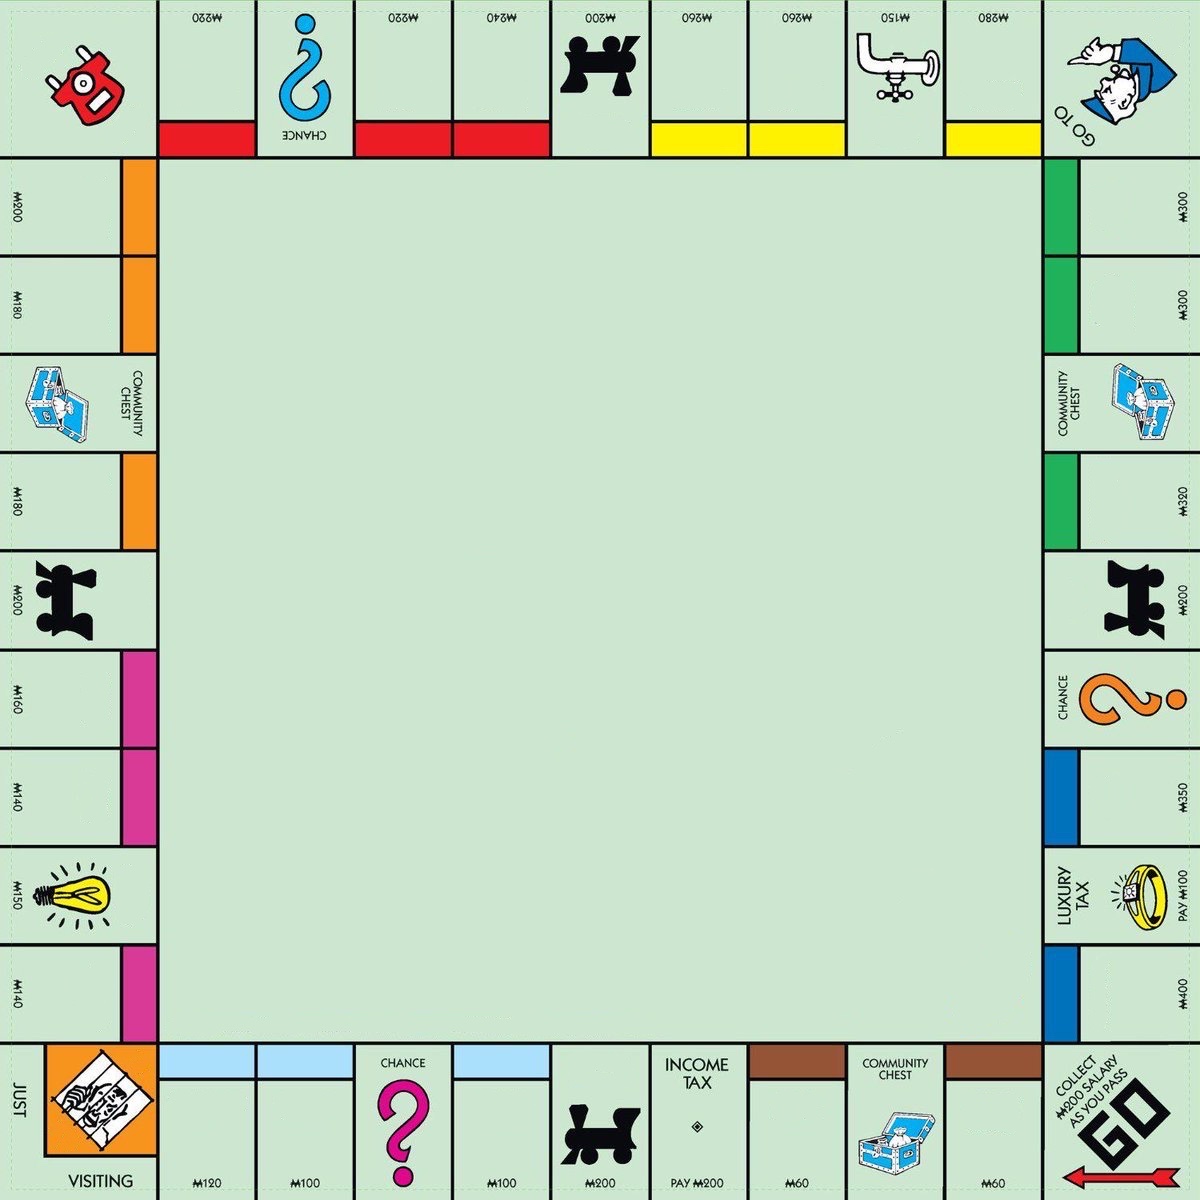 ₩220
CHANCE
₩220
₩240
₩200
₩260
₩260
₩150
₩280
GO TO
₩300
₩300
COMMUNITY
CHEST
₩320
₩200
CHANCE
₩350
LUXURY
TAX
PAY ₩100
₩400
COLLECT
₩200 SALARY
AS YOU PASS
GO
₩60
COMMUNITY
CHEST
₩60
INCOME
TAX
PAY ₩200
₩200
₩100
CHANCE
₩100
₩120
JUST
VISITING
₩140
₩150
₩140
₩160
₩200
₩180
COMMUNITY
CHEST
₩180
₩200